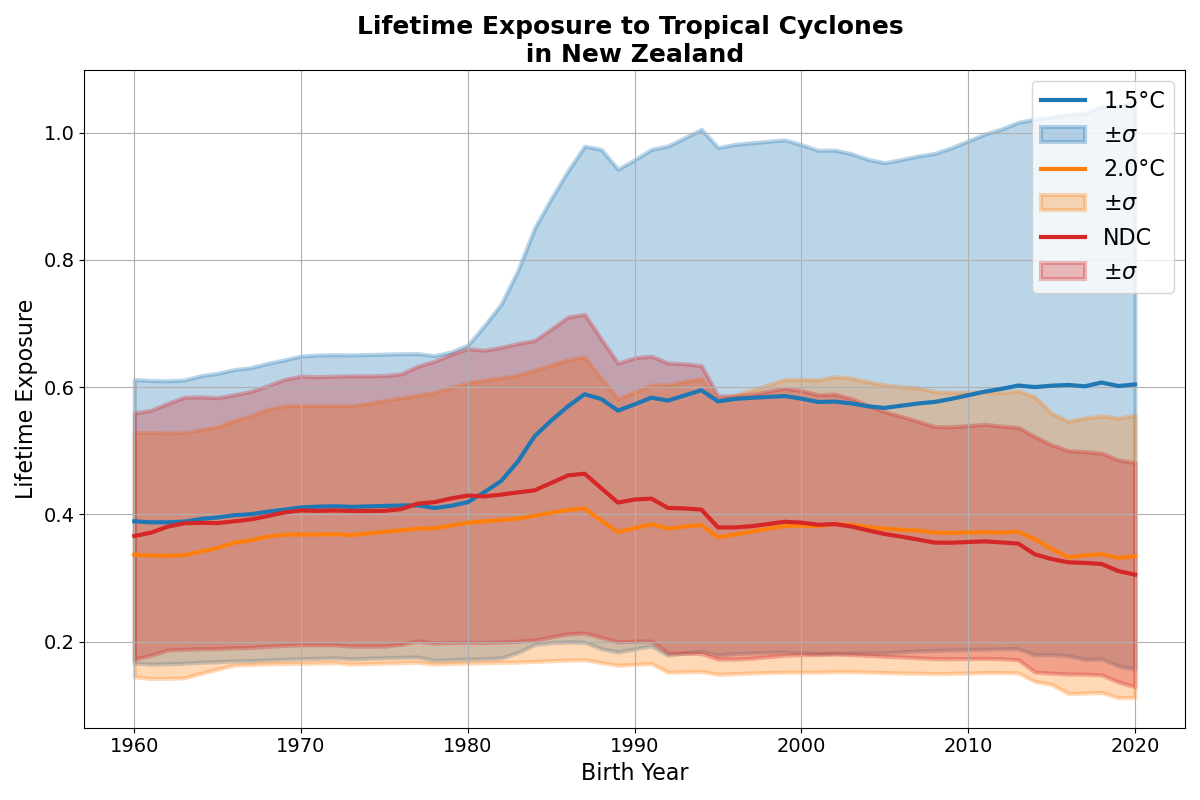 Lifetime Exposure to Tropical Cyclones
in New Zealand
1.5°C
±σ
2.0°C
±σ
NDC
±σ
Lifetime Exposure
1.0
0.8
0.6
0.4
0.2
1960
1970
1980
1990
2000
2010
2020
Birth Year